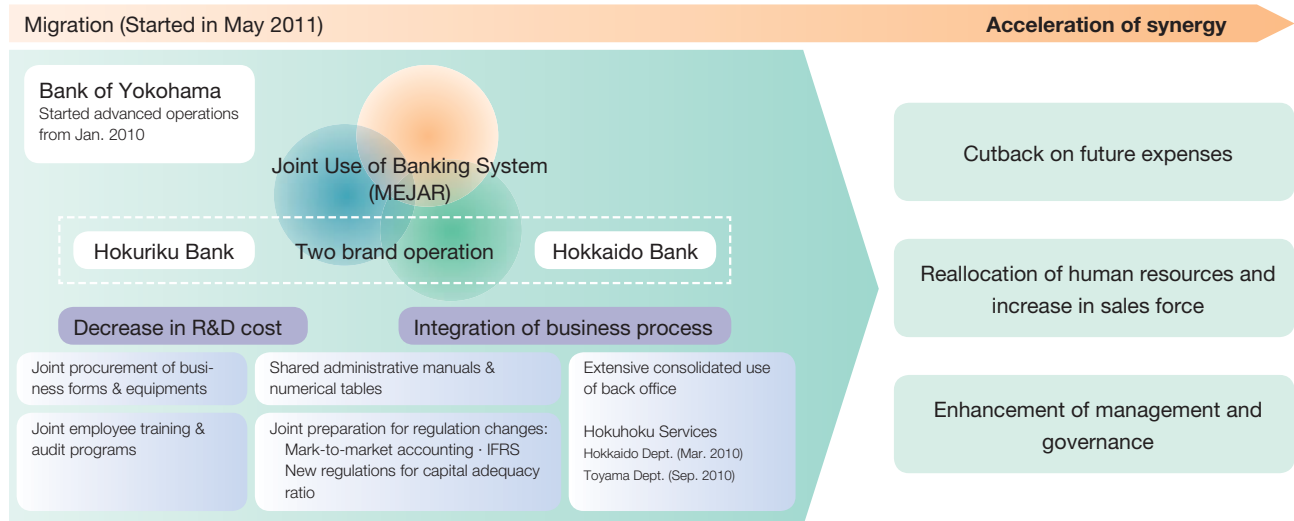 Migration (Started in May 2011)
Acceleration of synergy
Bank of Yokohama
Started advanced operations
from Jan. 2010
Joint Use of Banking System
(MEJAR)
Hokuriku Bank
Two brand operation
Hokkaido Bank
Decrease in R&D cost
Integration of business process
Joint procurement of busi-
ness forms & equipments
Joint employee training &
audit programs
Shared administrative manuals &
numerical tables
Joint preparation for regulation changes:
Mark-to-market accounting · IFRS
New regulations for capital adequacy
ratio
Extensive consolidated use
of back office
Hokuhoku Services
Hokkaido Dept. (Mar. 2010)
Toyama Dept. (Sep. 2010)
Cutback on future expenses
Reallocation of human resources and
increase in sales force
Enhancement of management and
governance